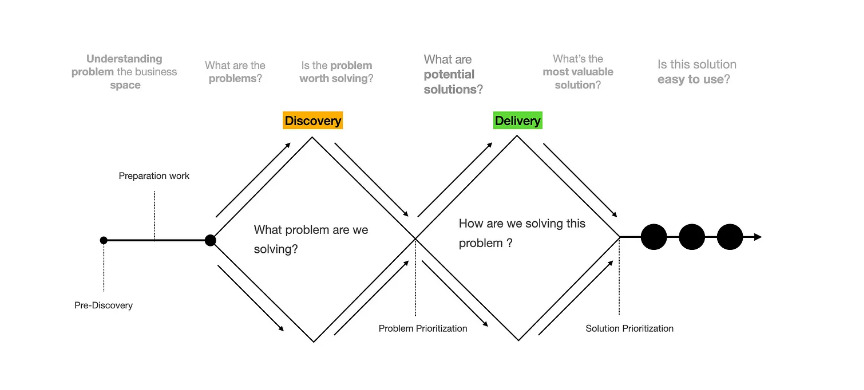 Understanding
problem the business
space
What are the
problems?
Is the problem
worth solving?
What are
potential
solutions?
What's the
most valuable
solution?
Is this solution
easy to use?
Discovery
Delivery
Preparation work
What problem are we
solving?
How are we solving this
problem ?
Pre-Discovery
Problem Prioritization
Solution Prioritization